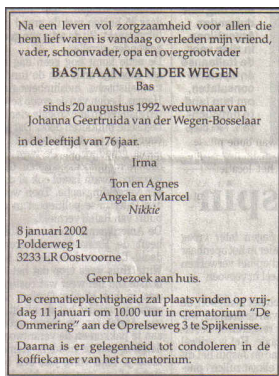 Na een leven vol zorgzaamheid voor allen die
hem lief waren is vandaag overleden mijn vriend,
vader, schoonvader, opa en overgrootvader
BASTIAAN VAN DER WEGEN
Bas
sinds 20 augustus 1992 weduwnaar van
Johanna Geertruida van der Wegen-Bosselaar
in de leeftijd van 76 jaar.
Irma
Ton en Agnes
Angela en Marcel
Nikkie
8 januari 2002
Polderweg 1
3233 LR Oostvoorne
Geen bezoek aan huis.
De crematieplechtigheid zal plaatsvinden op vrij-
dag 11 januari om 10.00 uur in crematorium “De
Ommering” aan de Oprelseweg 3 te Spijkenisse.
Daarna is er gelegenheid tot condoleren in de
koffiekamer van het crematorium.